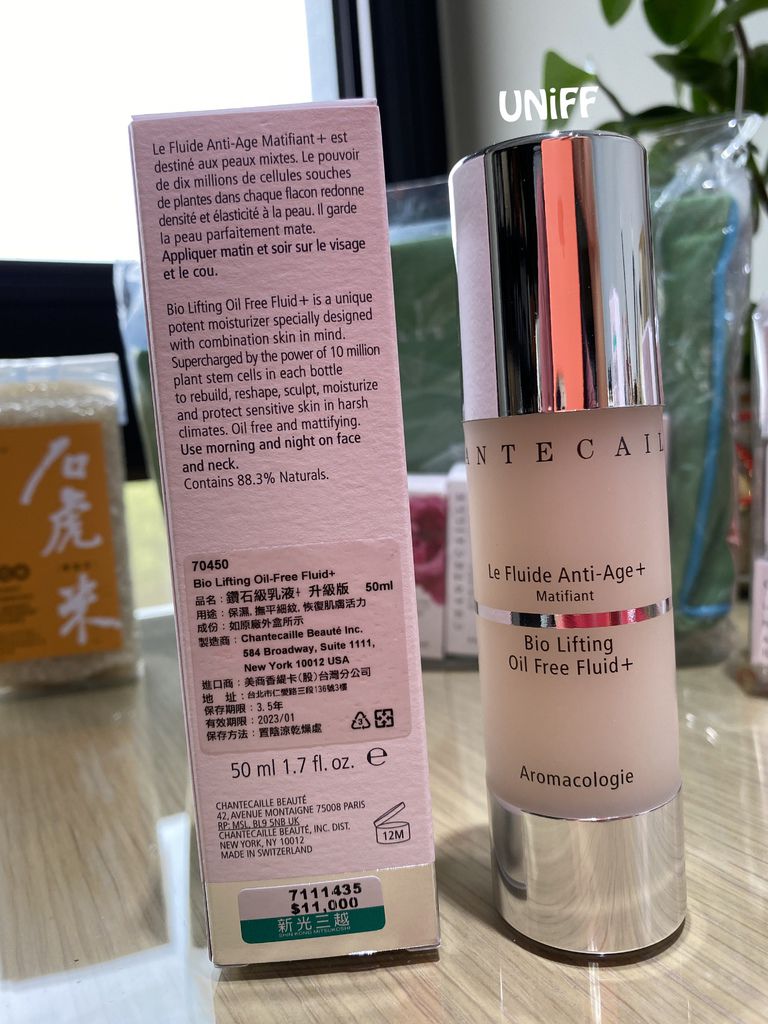 UNiFF
Le Fluide Anti-Age Matifiant+ est
destiné aux peaux mixtes. Le pouvoir
de dix millions de cellules souches
de plantes dans chaque flacon redonne
densité et élasticité à la peau. Il garde
la peau parfaitement mate.
Appliquer matin et soir sur le visage
et le cou.
Bio Lifting Oil Free Fluid+ is a unique
potent moisturizer specially designed
with combination skin in mind.
Supercharged by the power of 10 million
plant stem cells in each bottle
to rebuild, reshape, sculpt, moisturize
and protect sensitive skin in harsh
climates. Oil free and mattifying.
Use morning and night on face
and neck.
Contains 88.3% Naturals.
70450
Bio Lifting Oil-Free Fluid+
品名：鑽石級乳液+ 升級版 50ml
用途：保濕, 撫平細紋, 恢復肌膚活力
成份：如原廠外盒所示
製造商：Chantecaille Beauté Inc.
584 Broadway, Suite 1111,
New York 10012 USA
進口商：美商香緹卡(股)台灣分公司
地 址：台北市仁愛路三段136號3樓
保存期限：3.5年
有效期限：2023/01
保存方法：置陰涼乾燥處
3
50 ml 1.7 fl. oz. e
CHANTECAILLE BEAUTÉ
42, AVENUE MONTAIGNE 75008 PARIS
RP: MSL, BL9 5NB UK
CHANTECAILLE BEAUTÉ, INC. DIST.
NEW YORK, NY 10012
MADE IN SWITZERLAND
12M
7111435
$11,000
新光三越
SHIN KONG MITSUKOSHI
ANTECAIL
Le Fluide Anti-Age+
Matifiant
Bio Lifting
Oil Free Fluid+
Aromacologie
石虎米